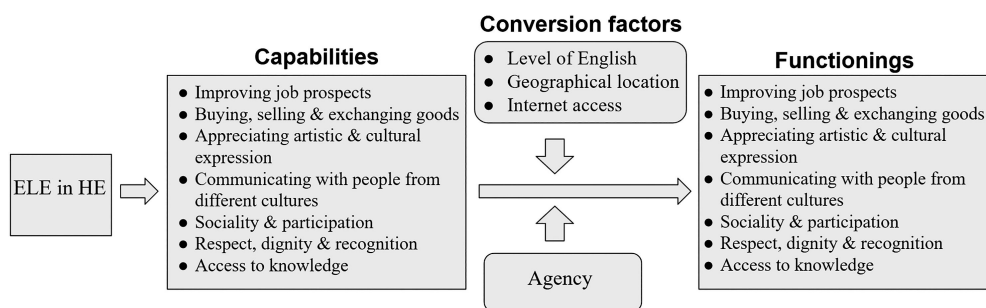 ELE in HE
Capabilities
● Improving job prospects
● Buying, selling & exchanging goods
● Appreciating artistic & cultural
expression
● Communicating with people from
different cultures
● Sociality & participation
● Respect, dignity & recognition
● Access to knowledge
Conversion factors
● Level of English
● Geographical location
● Internet access
Agency
Functionings
● Improving job prospects
● Buying, selling & exchanging goods
● Appreciating artistic & cultural
expression
● Communicating with people from
different cultures
● Sociality & participation
● Respect, dignity & recognition
● Access to knowledge